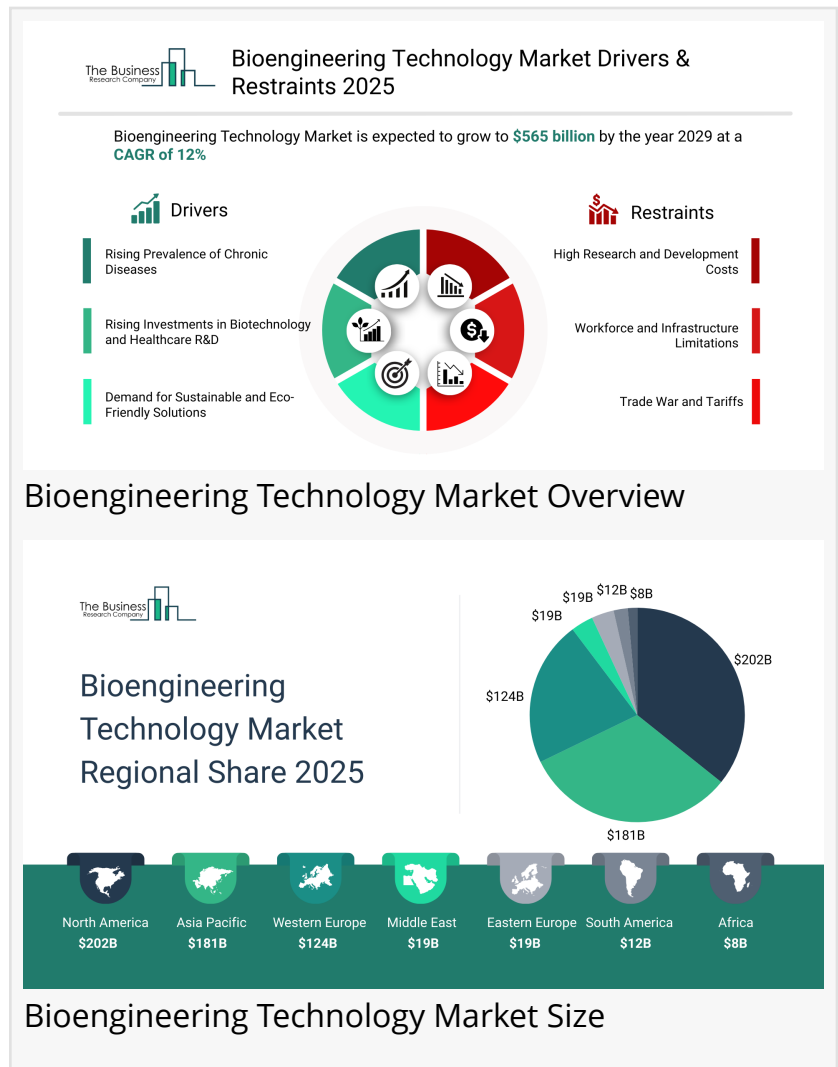 The Business
Research Company
Bioengineering Technology Market Drivers &
Restraints 2025
Bioengineering Technology Market is expected to grow to $565 billion by the year 2029 at a
CAGR of 12%
Drivers
Rising Prevalence of Chronic
Diseases
Rising Investments in Biotechnology
and Healthcare R&D
Demand for Sustainable and Eco-
Friendly Solutions
$
$
Restraints
High Research and Development
Costs
Workforce and Infrastructure
Limitations
Trade War and Tariffs
Bioengineering Technology Market Overview
The Business
Research Company
Bioengineering
Technology Market
Regional Share 2025
$19B
$19B
$12B
$8B
$202B
$124B
$181B
North America
$202B
Asia Pacific
$181B
Western Europe
$124B
Middle East
$19B
Eastern Europe
$19B
South America
$12B
Africa
$8B
Bioengineering Technology Market Size